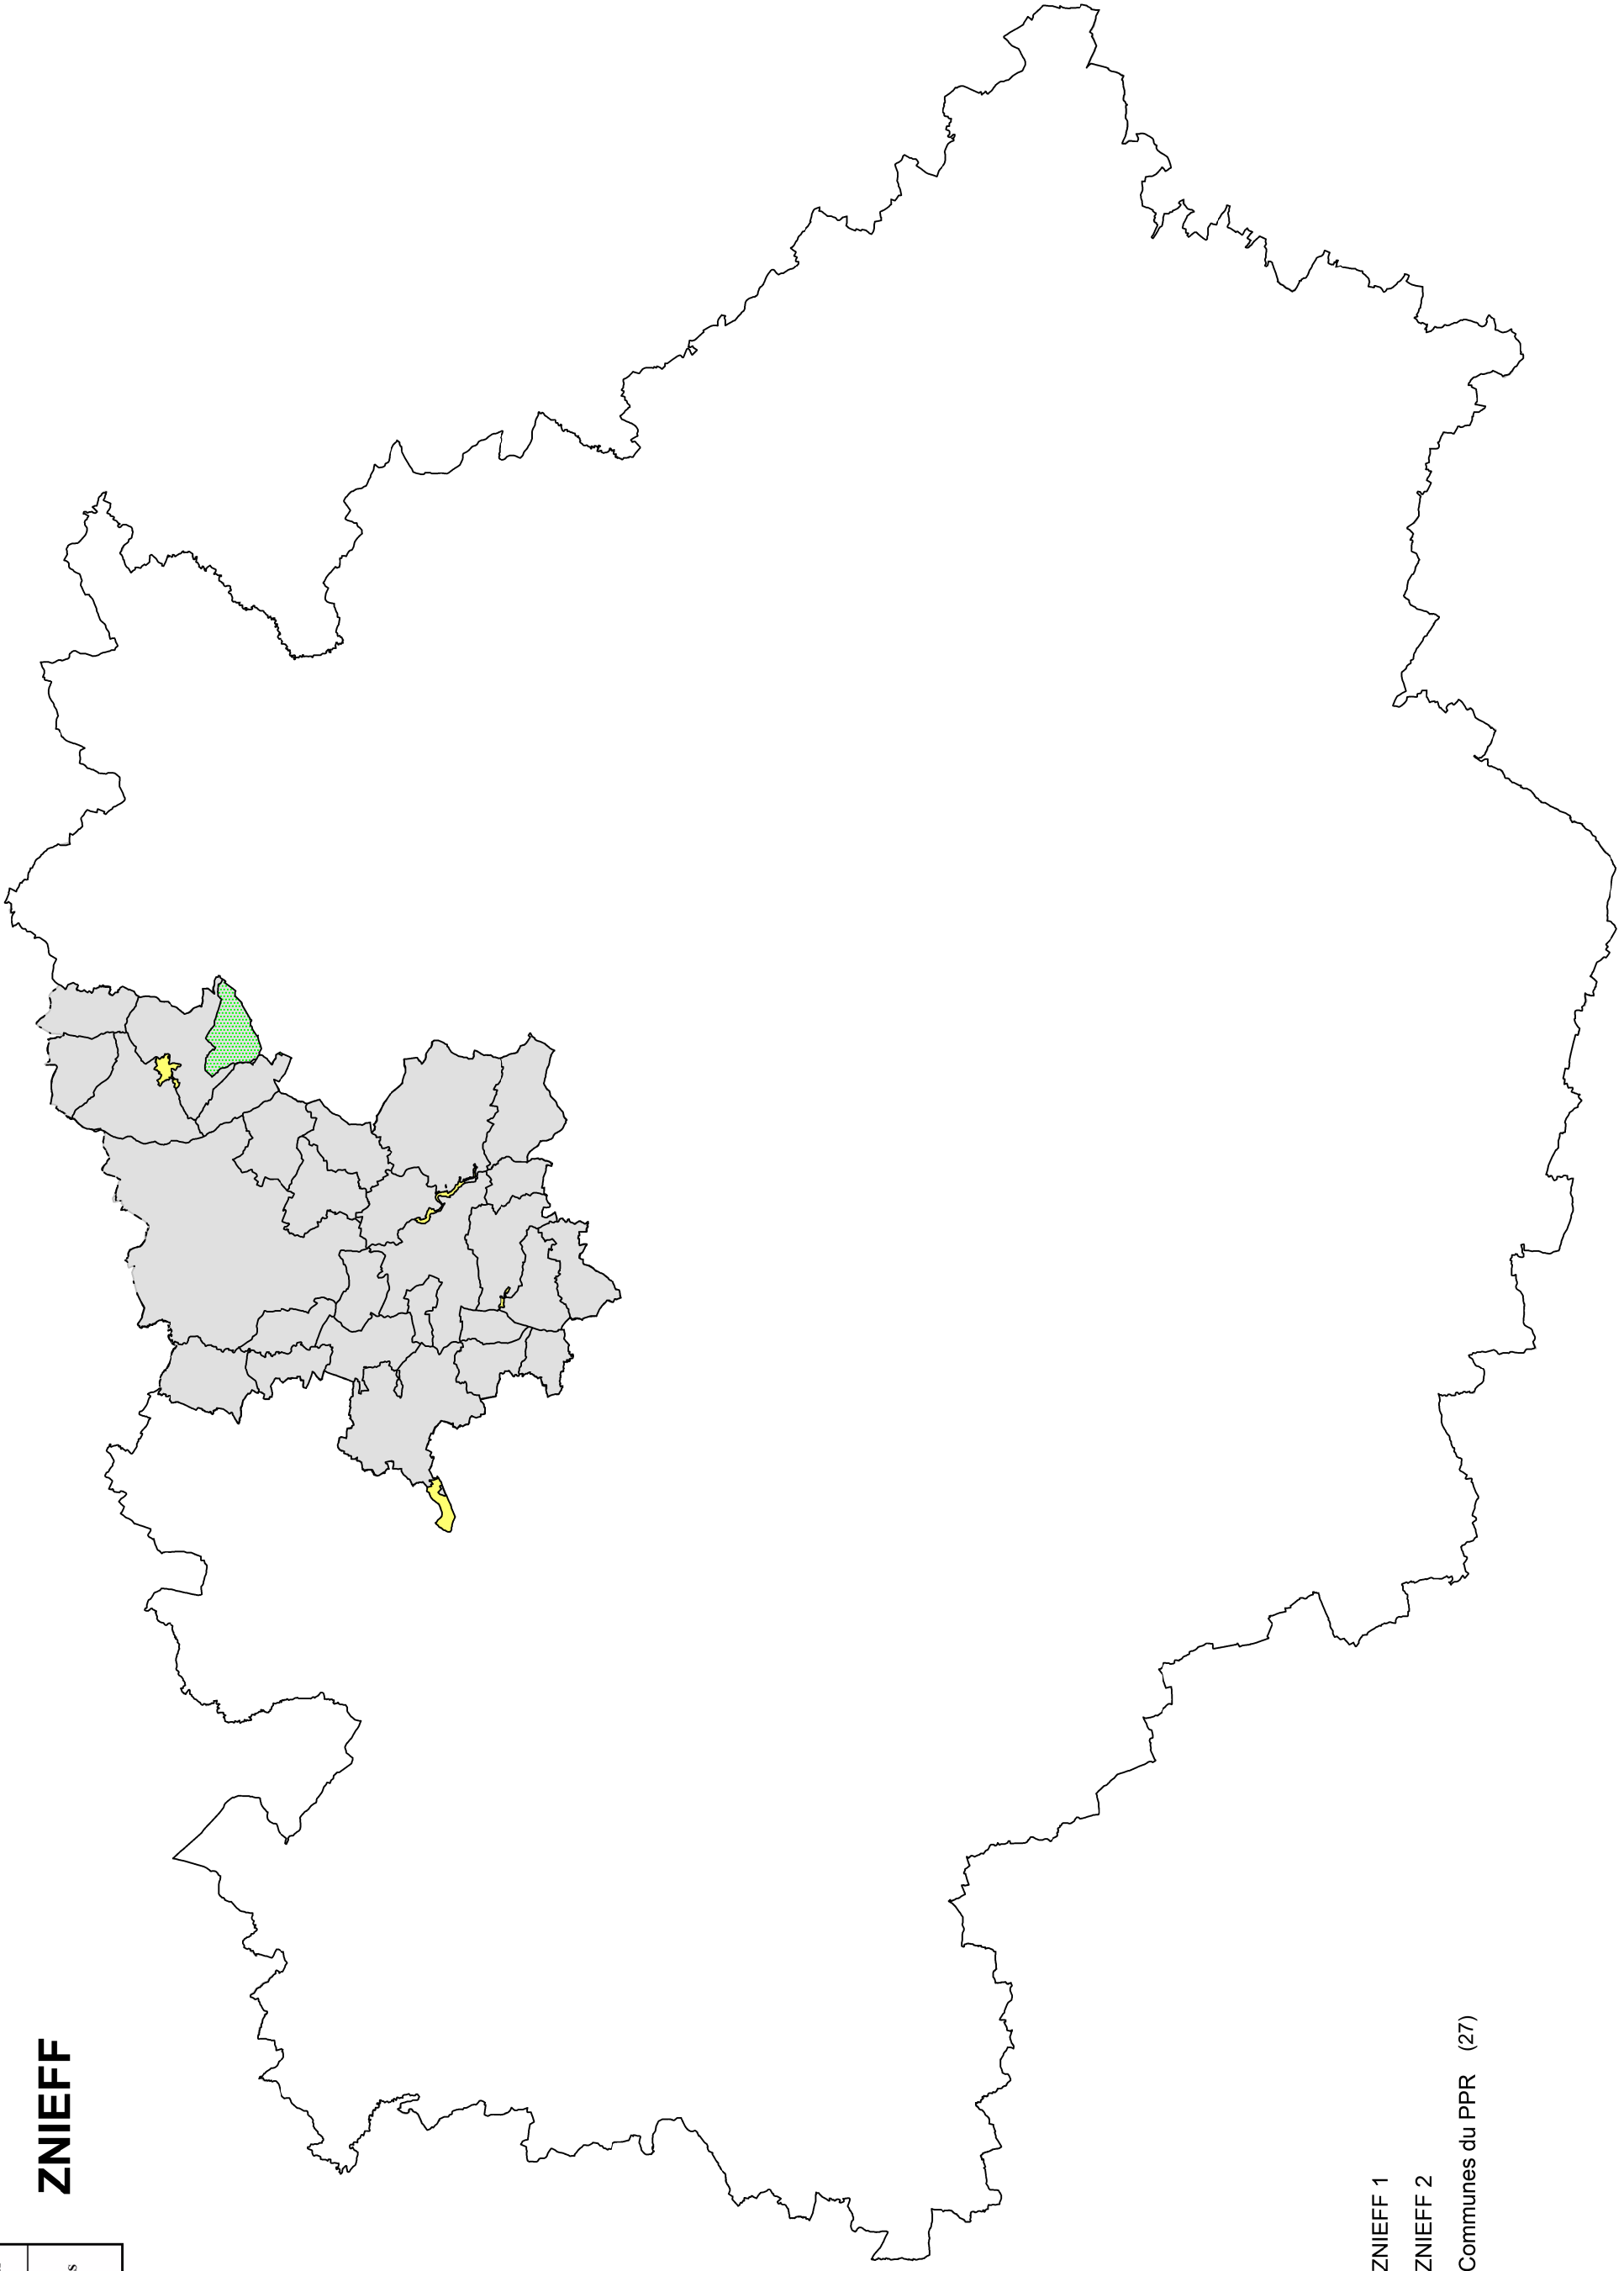 ZNIEFF
s
ZNIEFF 1
ZNIEFF 2
Communes du PPR (27)